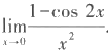 lim x→0 (1−cos 2x)/x².